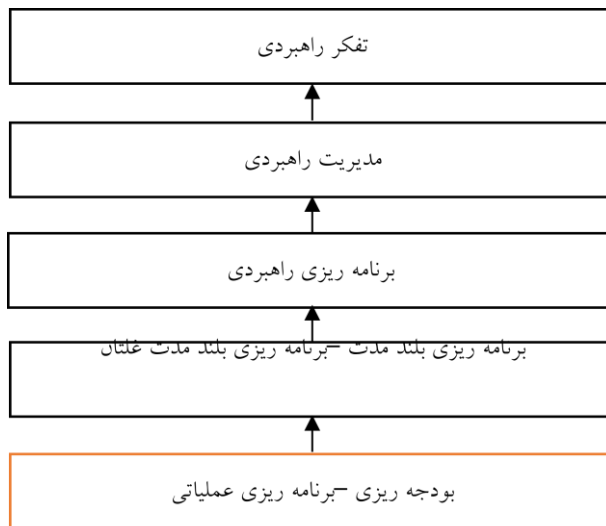 تفکر راهبردی
مدیریت راهبردی
برنامه ریزی راهبردی
برنامه ریزی بلند مدت –برنامه ریزی بلند مدت غلتان
بودجه ریزی –برنامه ریزی عملیاتی